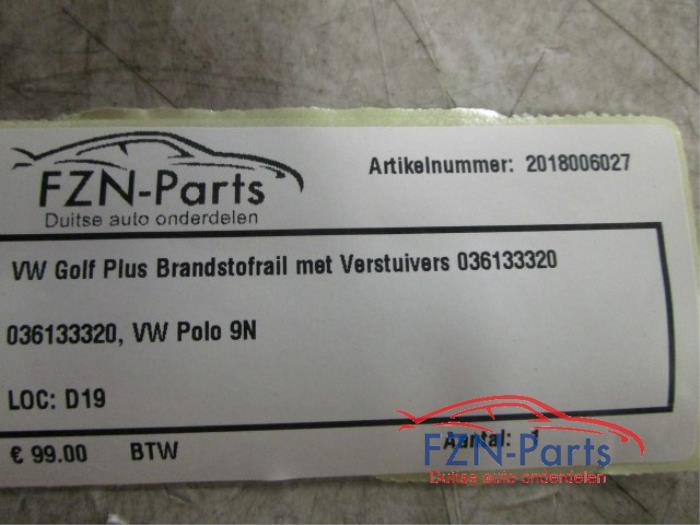 FZN-Parts
Duitse auto onderdelen
Artikelnummer: 2018006027
VW Golf Plus Brandstofrail met Verstuivers 036133320
036133320, VW Polo 9N
LOC: D19
€ 99.00 BTW
Aantal: 1
FZN-Parts
Duitse auto onderdelen